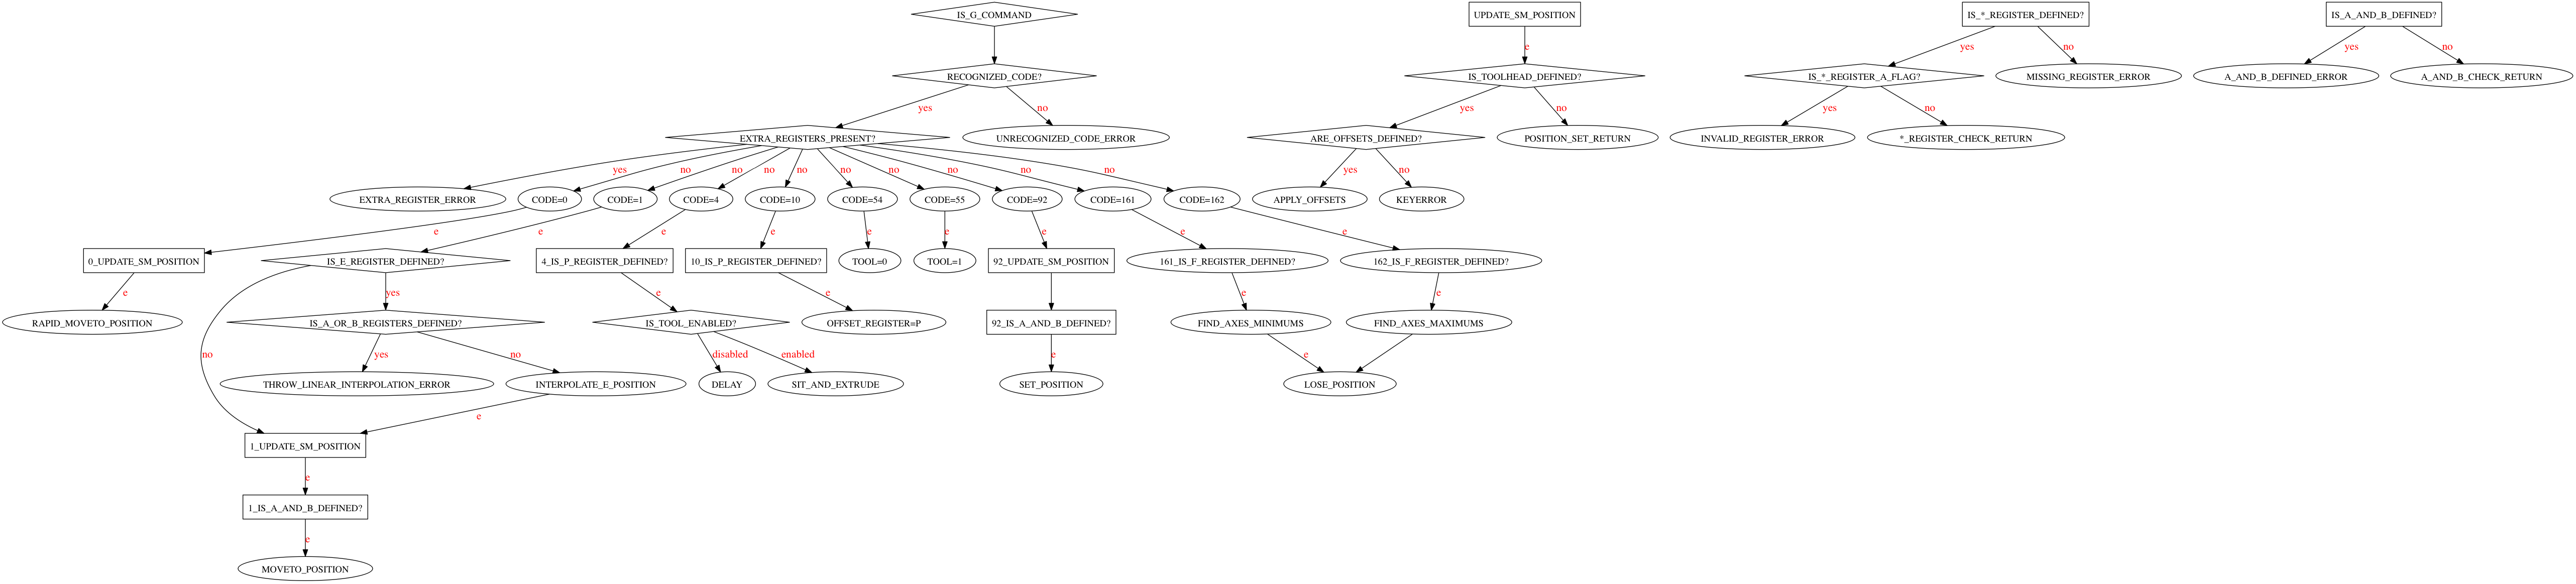 IS_G_COMMAND
UPDATE_SM_POSITION
IS_*_REGISTER_DEFINED?
IS_A_AND_B_DEFINED?
e
yes
no
yes
no
RECOGNIZED_CODE?
IS_TOOLHEAD_DEFINED?
IS_*_REGISTER_A_FLAG?
MISSING_REGISTER_ERROR
A_AND_B_DEFINED_ERROR
A_AND_B_CHECK_RETURN
yes
no
yes
no
yes
no
EXTRA_REGISTERS_PRESENT?
UNRECOGNIZED_CODE_ERROR
ARE_OFFSETS_DEFINED?
POSITION_SET_RETURN
INVALID_REGISTER_ERROR
*_REGISTER_CHECK_RETURN
yes
no
no
no
no
no
no
no
no
no
yes
no
EXTRA_REGISTER_ERROR
CODE=0
CODE=1
CODE=4
CODE=10
CODE=54
CODE=55
CODE=92
CODE=161
CODE=162
APPLY_OFFSETS
KEYERROR
e
e
e
e
e
e
e
e
e
0_UPDATE_SM_POSITION
IS_E_REGISTER_DEFINED?
4_IS_P_REGISTER_DEFINED?
10_IS_P_REGISTER_DEFINED?
TOOL=0
TOOL=1
92_UPDATE_SM_POSITION
161_IS_F_REGISTER_DEFINED?
162_IS_F_REGISTER_DEFINED?
e
yes
e
e
e
e
RAPID_MOVETO_POSITION
IS_A_OR_B_REGISTERS_DEFINED?
IS_TOOL_ENABLED?
OFFSET_REGISTER=P
92_IS_A_AND_B_DEFINED?
FIND_AXES_MINIMUMS
FIND_AXES_MAXIMUMS
no
yes
no
disabled
enabled
e
e
THROW_LINEAR_INTERPOLATION_ERROR
INTERPOLATE_E_POSITION
DELAY
SIT_AND_EXTRUDE
SET_POSITION
LOSE_POSITION
e
1_UPDATE_SM_POSITION
e
1_IS_A_AND_B_DEFINED?
e
MOVETO_POSITION